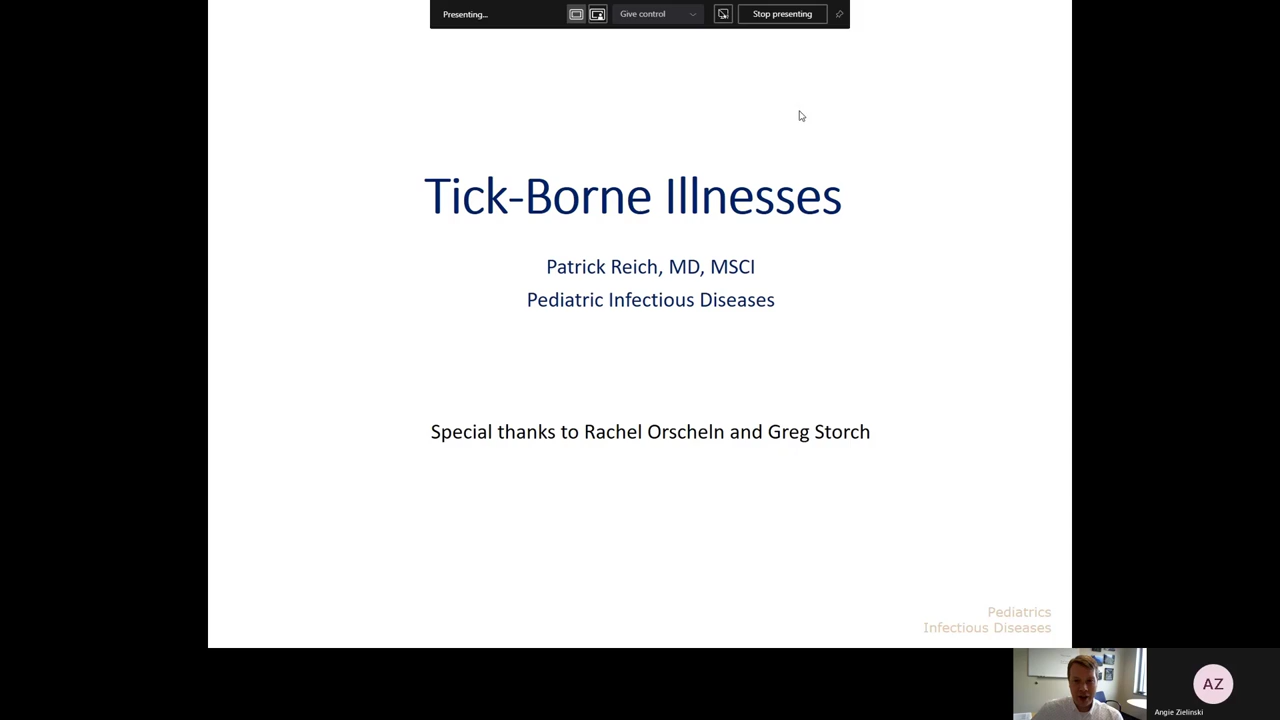 Presenting...
Give control
Stop presenting
Tick-Borne Illnesses
Patrick Reich, MD, MSCI
Pediatric Infectious Diseases
Special thanks to Rachel Orscheln and Greg Storch
Pediatrics
Infectious Diseases
AZ
Angie Zielinski